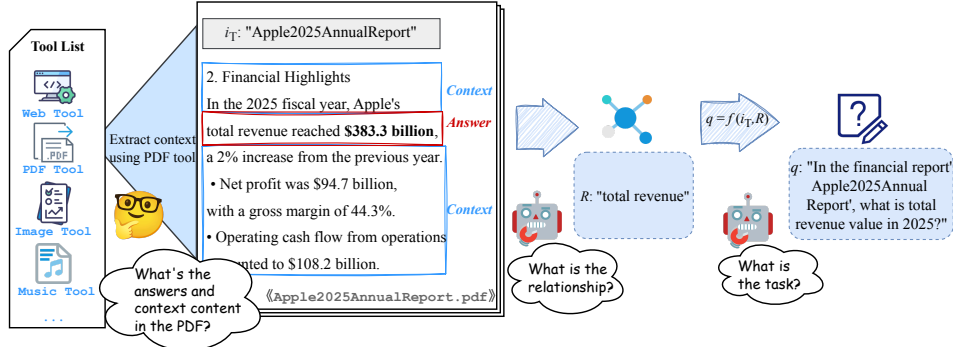 Tool List
Web Tool
.PDF
PDF Tool
Image Tool
Music Tool
...
Extract context
using PDF tool
What's the
answers and
context content
in the PDF?
i_T: "Apple2025AnnualReport"
2. Financial Highlights
In the 2025 fiscal year, Apple's
Context
total revenue reached $383.3 billion,
Answer
a 2% increase from the previous year.
• Net profit was $94.7 billion,
with a gross margin of 44.3%.
Context
• Operating cash flow from operations
to $108.2 billion.
《Apple2025AnnualReport.pdf》
R: "total revenue"
What is the
relationship?
q = f (i_T, R)
q: "In the financial report'
Apple2025Annual
Report', what is total
revenue value in 2025?"
What is
the task?